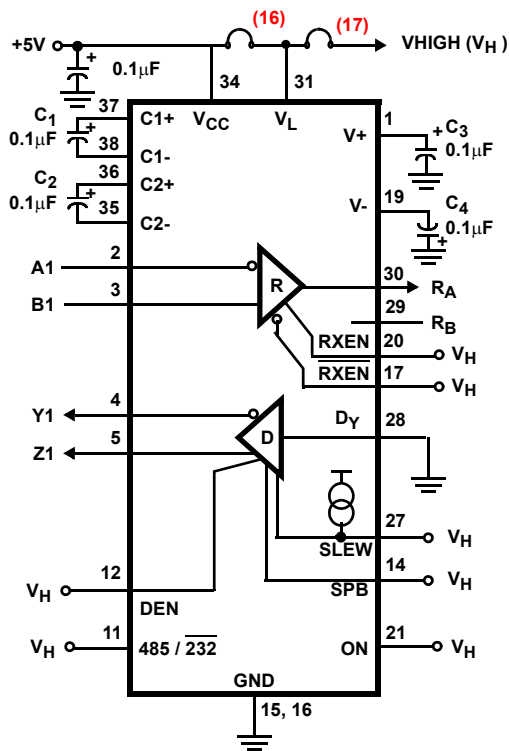 (16) (17)
+5V VHIGH (VH)
+ 0.1µF 34 31
C1 0.1µF + 37 C1+ VCC VL V+ 1 + C3 0.1µF
38 C1-
C2 0.1µF + 36 C2+
35 C2- V- 19 C4 0.1µF +
A1 2 R 30 RA
B1 3 29 RB
RXEN 20 VH
R̅X̅E̅N̅ 17 VH
Y1 4 D DY 28
Z1 5
27 VH
SLEW
14 VH
SPB
VH 12
DEN
VH 11 485 / 2̅3̅2̅ ON 21 VH
GND
15, 16